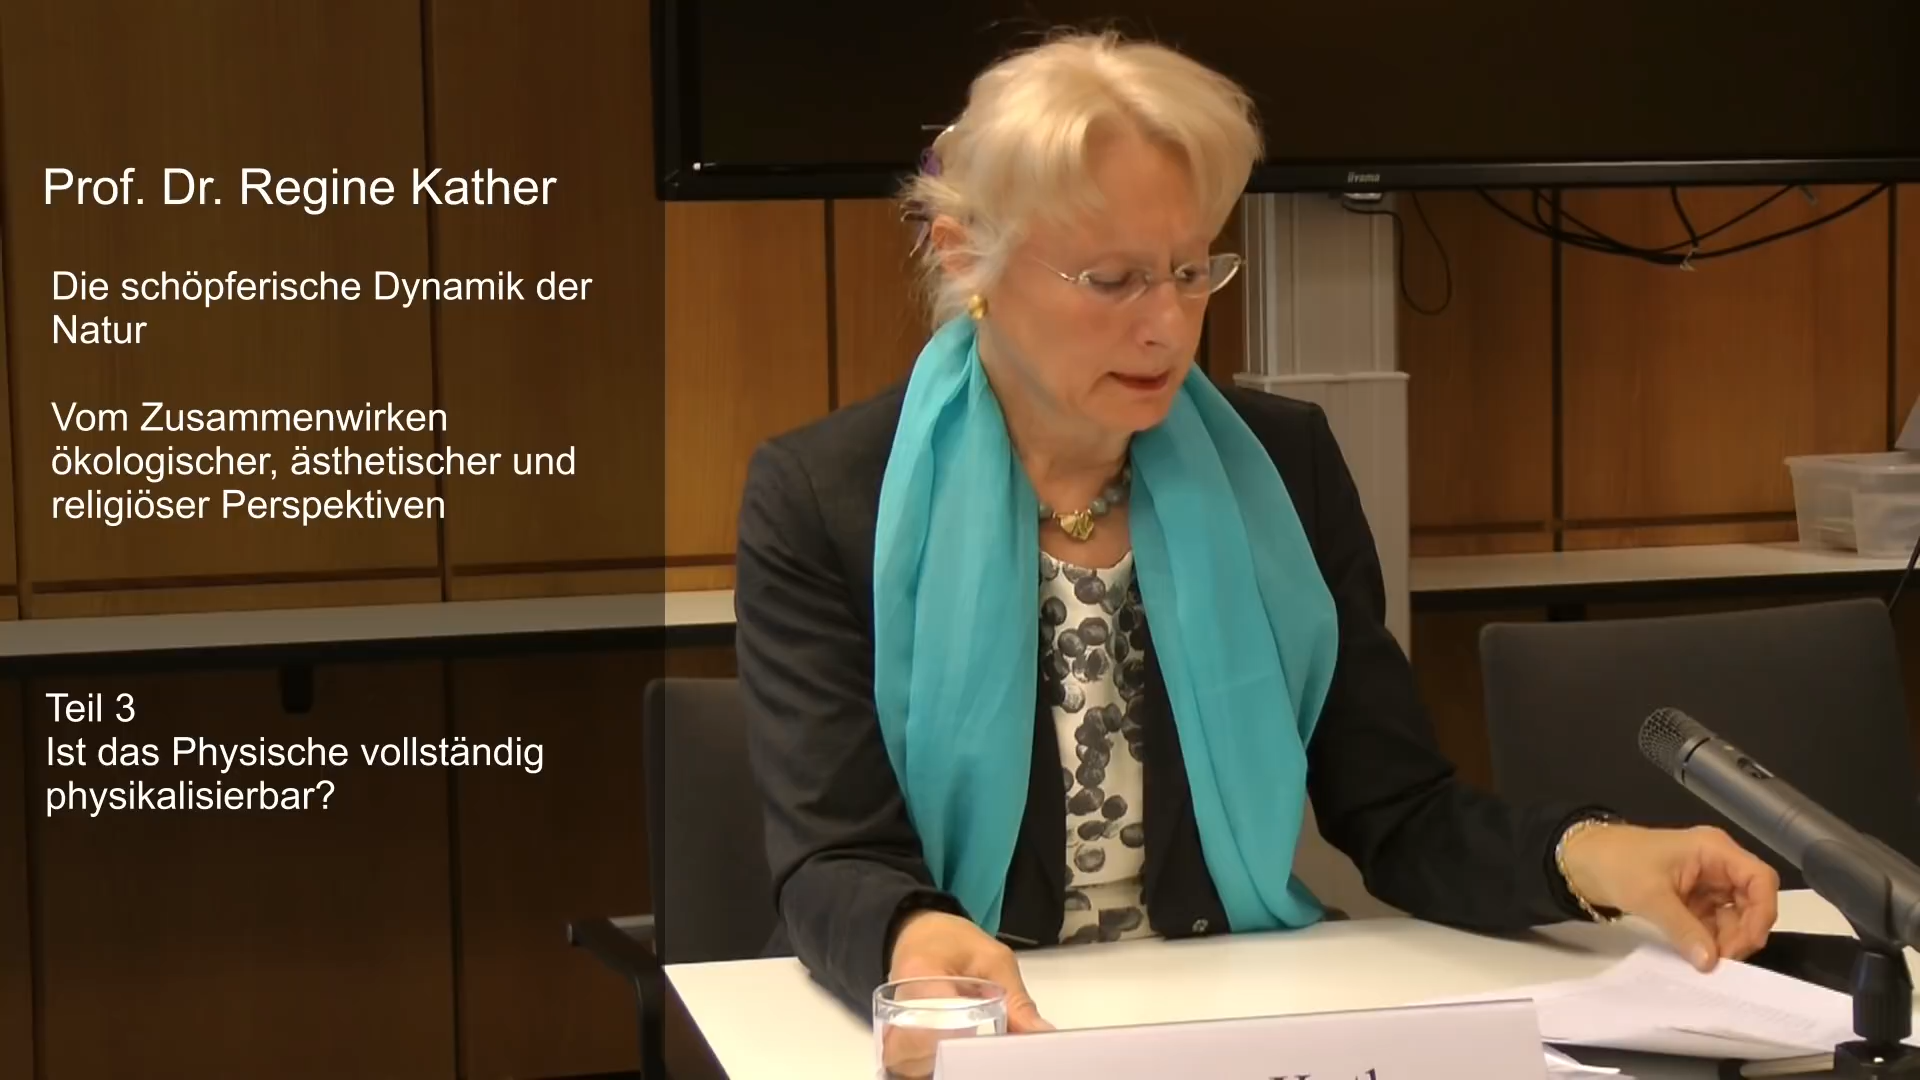 Prof. Dr. Regine Kather
Die schöpferische Dynamik der
Natur
Vom Zusammenwirken
ökologischer, ästhetischer und
religiöser Perspektiven
Teil 3
Ist das Physische vollständig
physikalisierbar?
iiyama